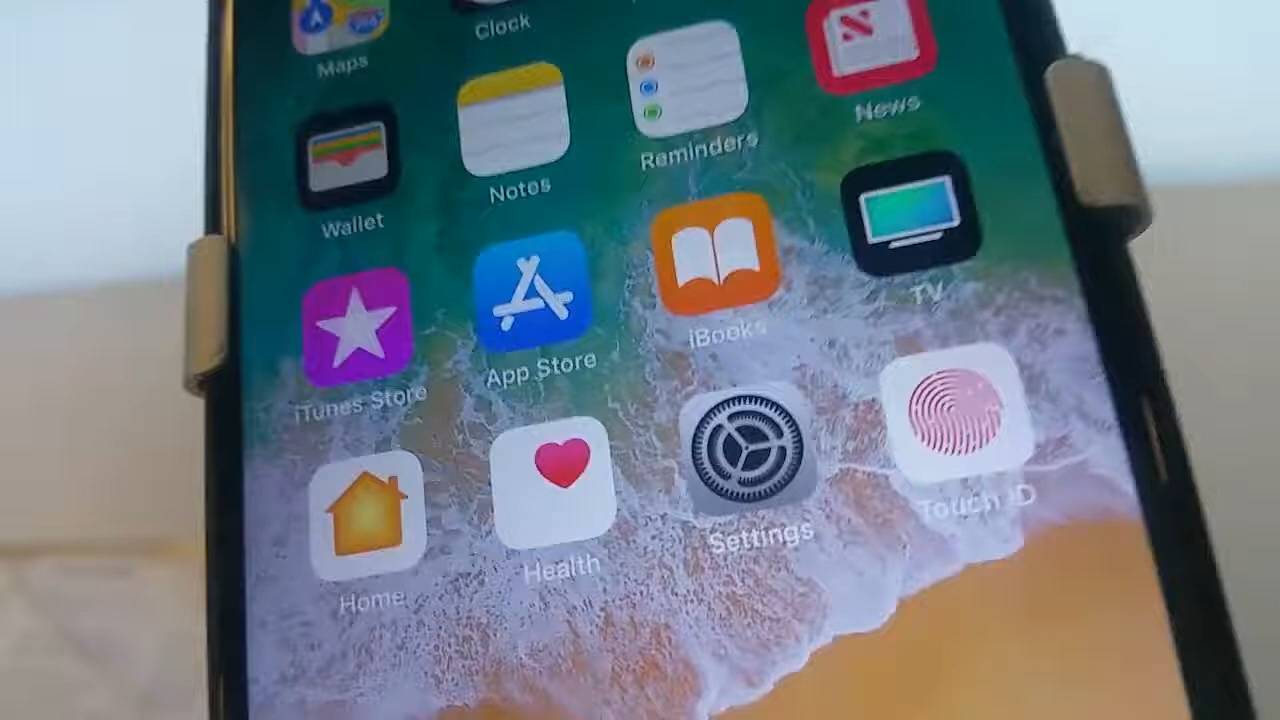 Maps
Clock
Wallet
Notes
Reminders
News
iTunes Store
App Store
iBooks
TV
Home
Health
Settings
Touch ID